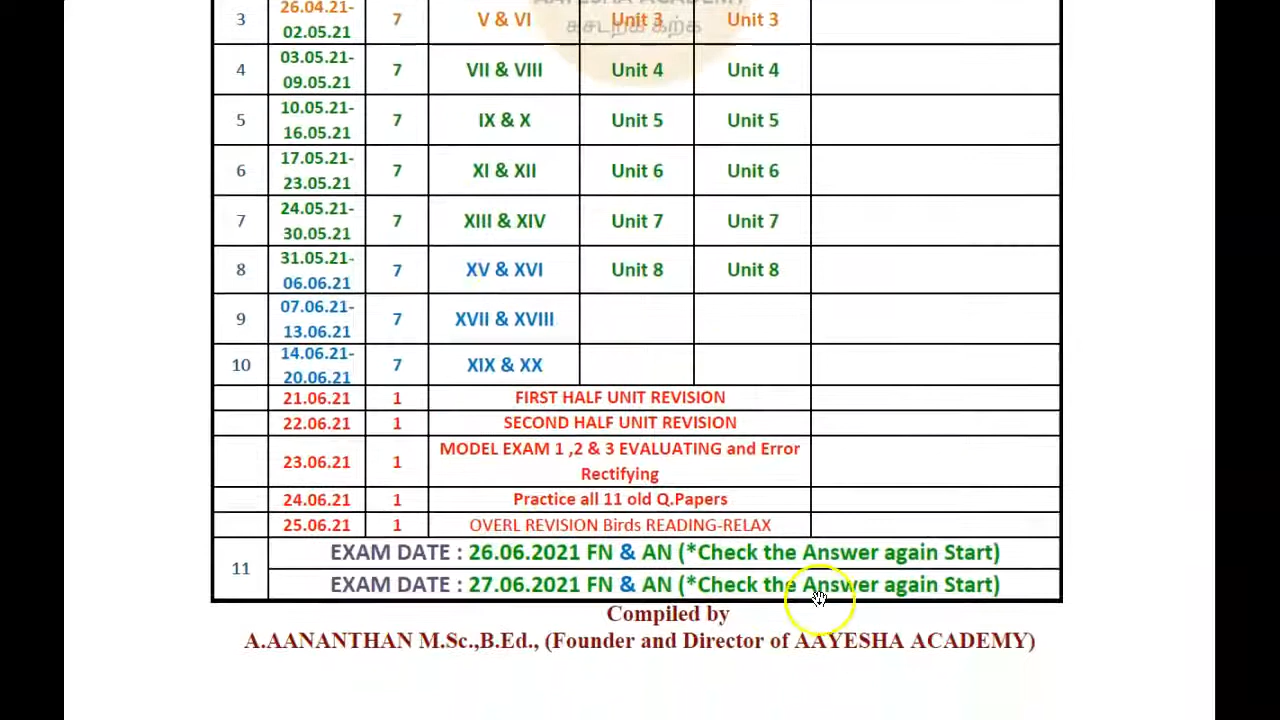 AAYESHA ACADEMY
கசடறக் கற்க
3 26.04.21- 7 V & VI Unit 3 Unit 3
02.05.21
4 03.05.21- 7 VII & VIII Unit 4 Unit 4
09.05.21
5 10.05.21- 7 IX & X Unit 5 Unit 5
16.05.21
6 17.05.21- 7 XI & XII Unit 6 Unit 6
23.05.21
7 24.05.21- 7 XIII & XIV Unit 7 Unit 7
30.05.21
8 31.05.21- 7 XV & XVI Unit 8 Unit 8
06.06.21
9 07.06.21- 7 XVII & XVIII
13.06.21
10 14.06.21- 7 XIX & XX
20.06.21
21.06.21 1 FIRST HALF UNIT REVISION
22.06.21 1 SECOND HALF UNIT REVISION
23.06.21 1 MODEL EXAM 1 ,2 & 3 EVALUATING and Error
Rectifying
24.06.21 1 Practice all 11 old Q.Papers
25.06.21 1 OVERL REVISION Birds READING-RELAX
11 EXAM DATE : 26.06.2021 FN & AN (*Check the Answer again Start)
EXAM DATE : 27.06.2021 FN & AN (*Check the Answer again Start)
Compiled by
A.AANANTHAN M.Sc.,B.Ed., (Founder and Director of AAYESHA ACADEMY)